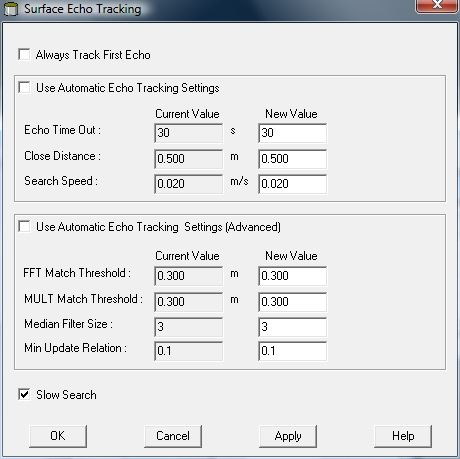 Surface Echo Tracking
Always Track First Echo
Use Automatic Echo Tracking Settings
Current Value New Value
Echo Time Out : 30 s 30
Close Distance : 0.500 m 0.500
Search Speed : 0.020 m/s 0.020
Use Automatic Echo Tracking Settings (Advanced)
Current Value New Value
FFT Match Threshold : 0.300 m 0.300
MULT Match Threshold : 0.300 m 0.300
Median Filter Size : 3 3
Min Update Relation : 0.1 0.1
Slow Search
OK Cancel Apply Help